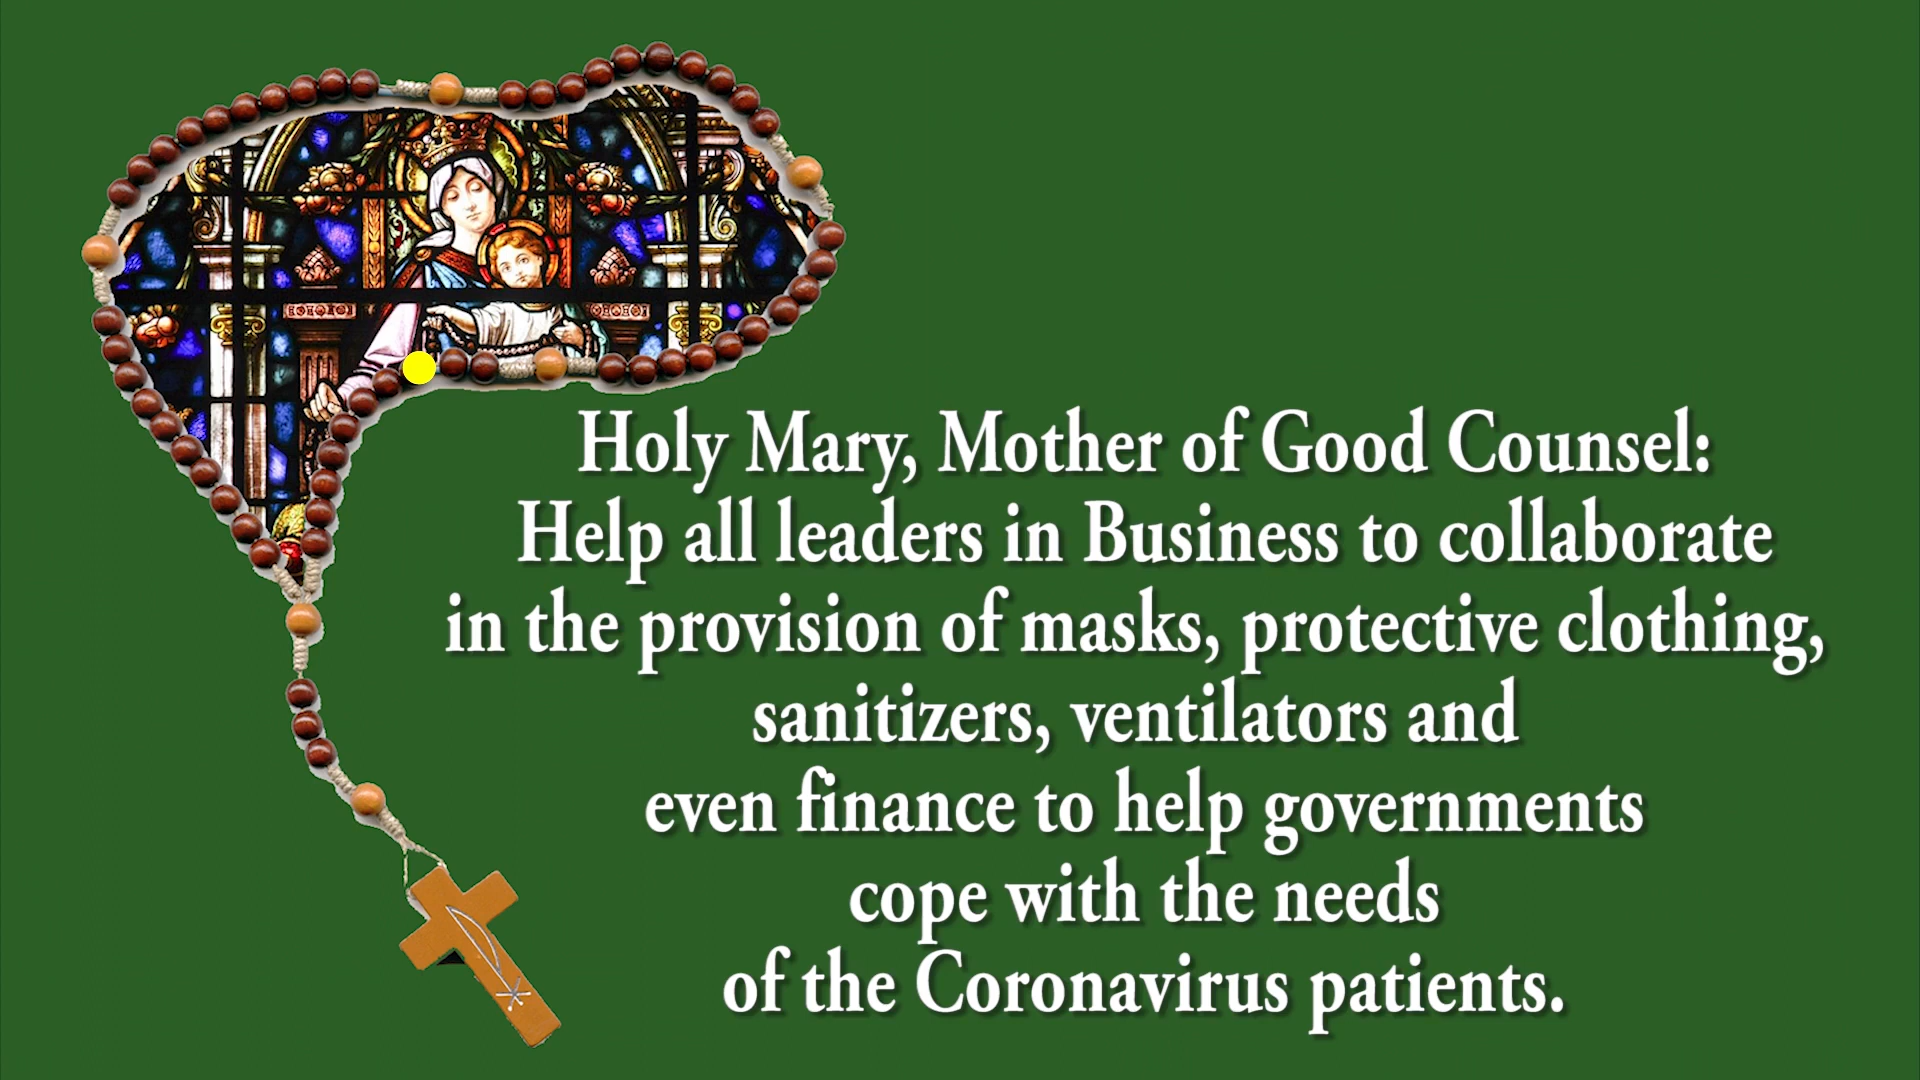 Holy Mary, Mother of Good Counsel:
Help all leaders in Business to collaborate
in the provision of masks, protective clothing,
sanitizers, ventilators and
even finance to help governments
cope with the needs
of the Coronavirus patients.